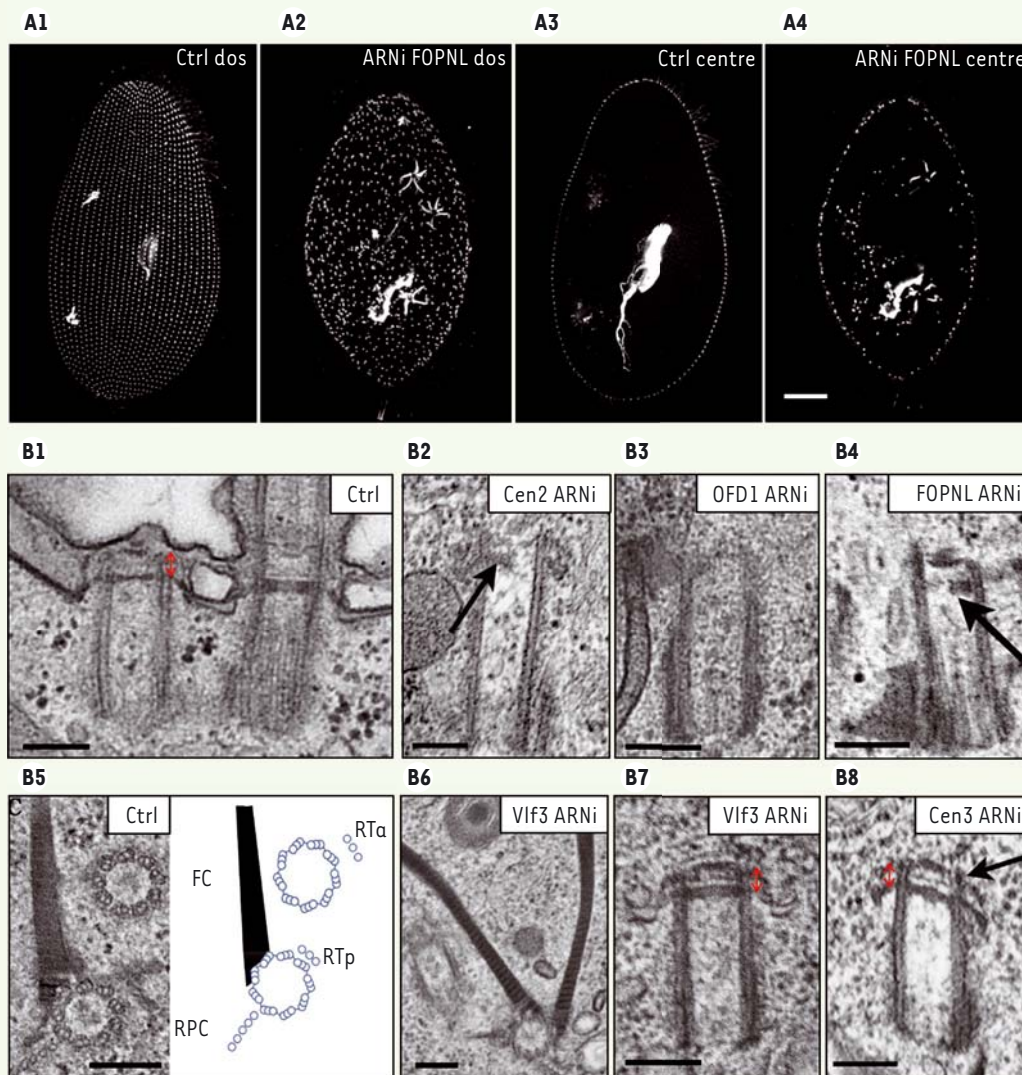 A1
A2
A3
A4
Ctrl dos
ARNi FOPNL dos
Ctrl centre
ARNi FOPNL centre
B1
B2
B3
B4
Ctrl
Cen2 ARNi
OFD1 ARNi
FOPNL ARNi
B5
B6
B7
B8
C
Ctrl
Vlf3 ARNi
Vlf3 ARNi
Cen3 ARNi
RTa
FC
RTp
RPC